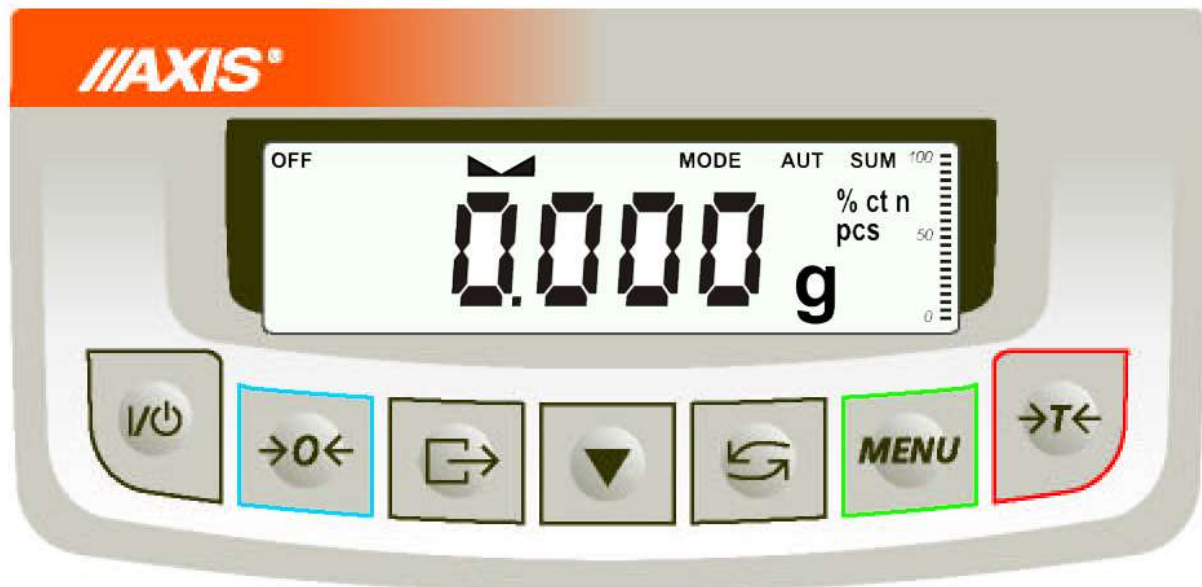 //AXIS®
OFF MODE AUT SUM 100
0.000 g
% ct n
pcs 50
0
I/⏻
→0←
MENU
→T←